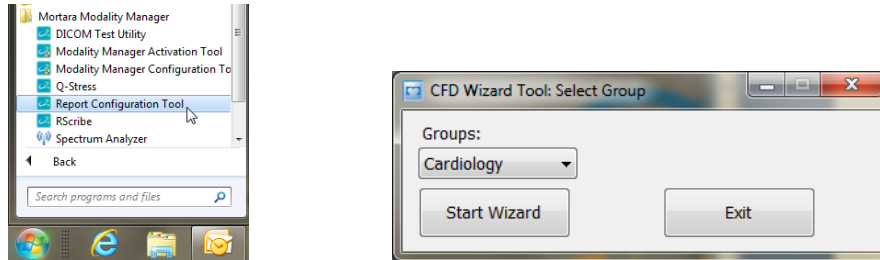 Mortara Modality Manager
DICOM Test Utility
Modality Manager Activation Tool
Modality Manager Configuration To
Q-Stress
Report Configuration Tool
RScribe
Spectrum Analyzer
Back
Search programs and files
CFD Wizard Tool: Select Group
Groups:
Cardiology
Start Wizard Exit